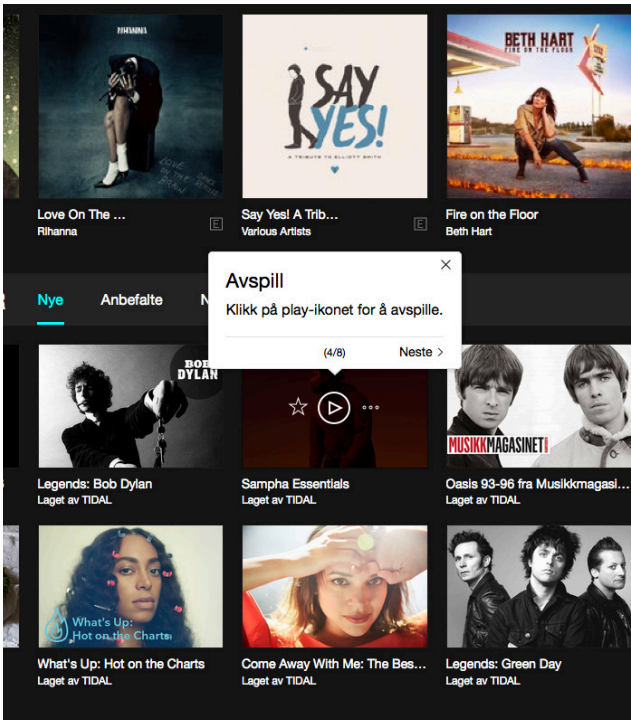 RIHANNA
LOVE
ON THE
BRAIN
SAY
YES!
A TRIBUTE TO ELLIOTT SMITH
BETH HART
FIRE ON THE FLOOR
Love On The ...
Rihanna
E
Say Yes! A Trib...
Various Artists
E
Fire on the Floor
Beth Hart
Avspill
Klikk på play-ikonet for å avspille.
(4/8)
Neste
Nye
Anbefalte
N
BOB
DYLAN
MUSIKKMAGASINET
Legends: Bob Dylan
Laget av TIDAL
Sampha Essentials
Laget av TIDAL
Oasis 93-96 fra Musikkmagasi...
Laget av TIDAL
What's Up:
Hot on the Charts
What's Up: Hot on the Charts
Laget av TIDAL
Come Away With Me: The Bes...
Laget av TIDAL
Legends: Green Day
Laget av TIDAL